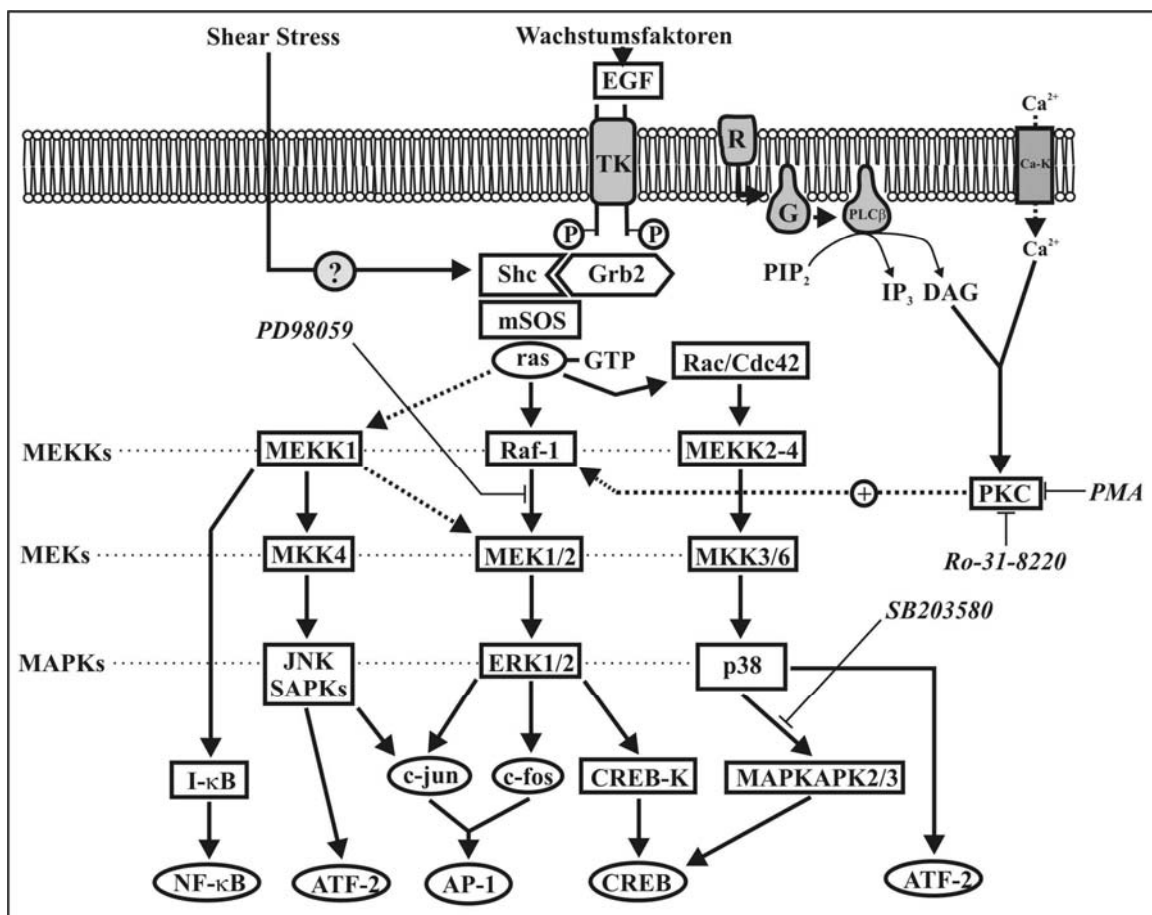 Shear Stress
Wachstumsfaktoren
EGF
Ca²⁺
R
TK
Ca-K
G
PLCβ
P
P
Ca²⁺
?
Shc
Grb2
PIP₂
IP₃ DAG
mSOS
PD98059
ras
GTP
Rac/Cdc42
MEKKs
MEKK1
Raf-1
MEKK2-4
+
PKC
PMA
MEKs
MKK4
MEK1/2
MKK3/6
Ro-31-8220
SB203580
MAPKs
JNK
SAPKs
ERK1/2
p38
I-κB
c-jun
c-fos
CREB-K
MAPKAPK2/3
NF-κB
ATF-2
AP-1
CREB
ATF-2